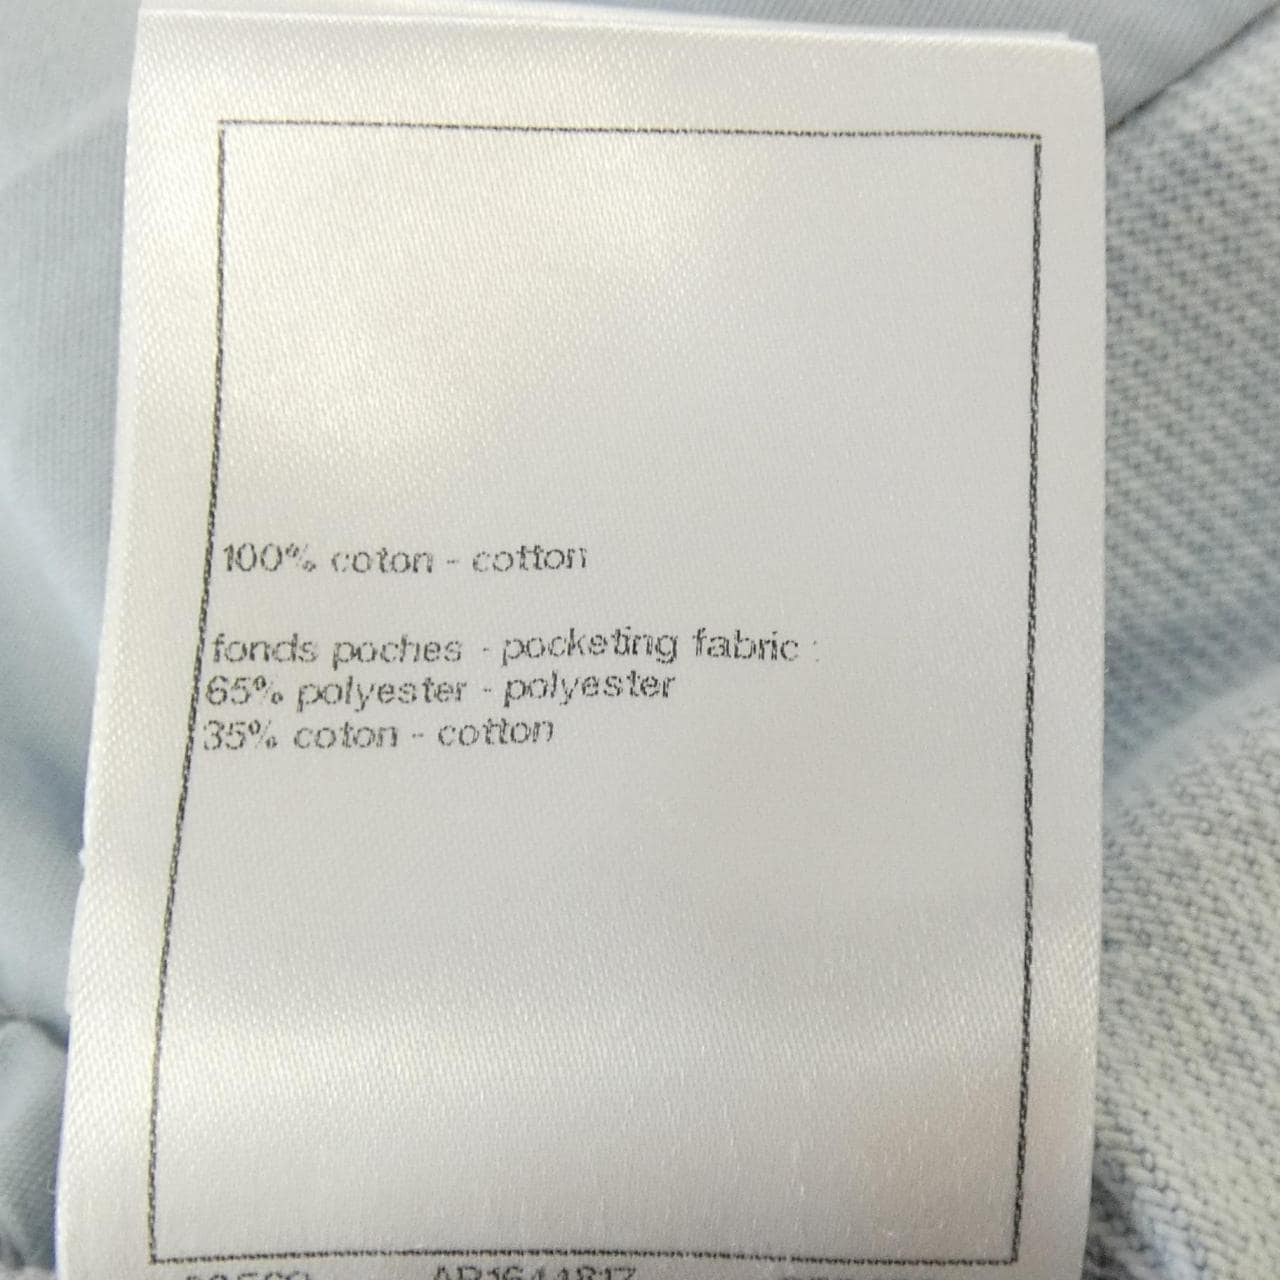 100% coton - cotton
fonds poches - pocketing fabric :
65% polyester - polyester
35% coton - cotton